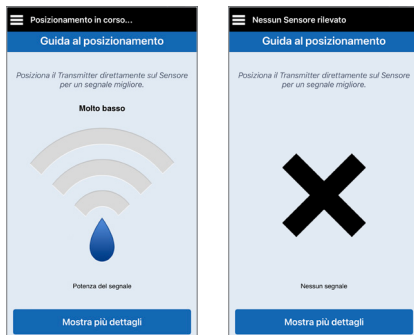 Posizionamento in corso...
Guida al posizionamento
Posiziona il Transmitter direttamente sul Sensore
per un segnale migliore.
Molto basso
Potenza del segnale
Mostra più dettagli
Nessun Sensore rilevato
Guida al posizionamento
Posiziona il Transmitter direttamente sul Sensore
per un segnale migliore.
Nessun segnale
Mostra più dettagli